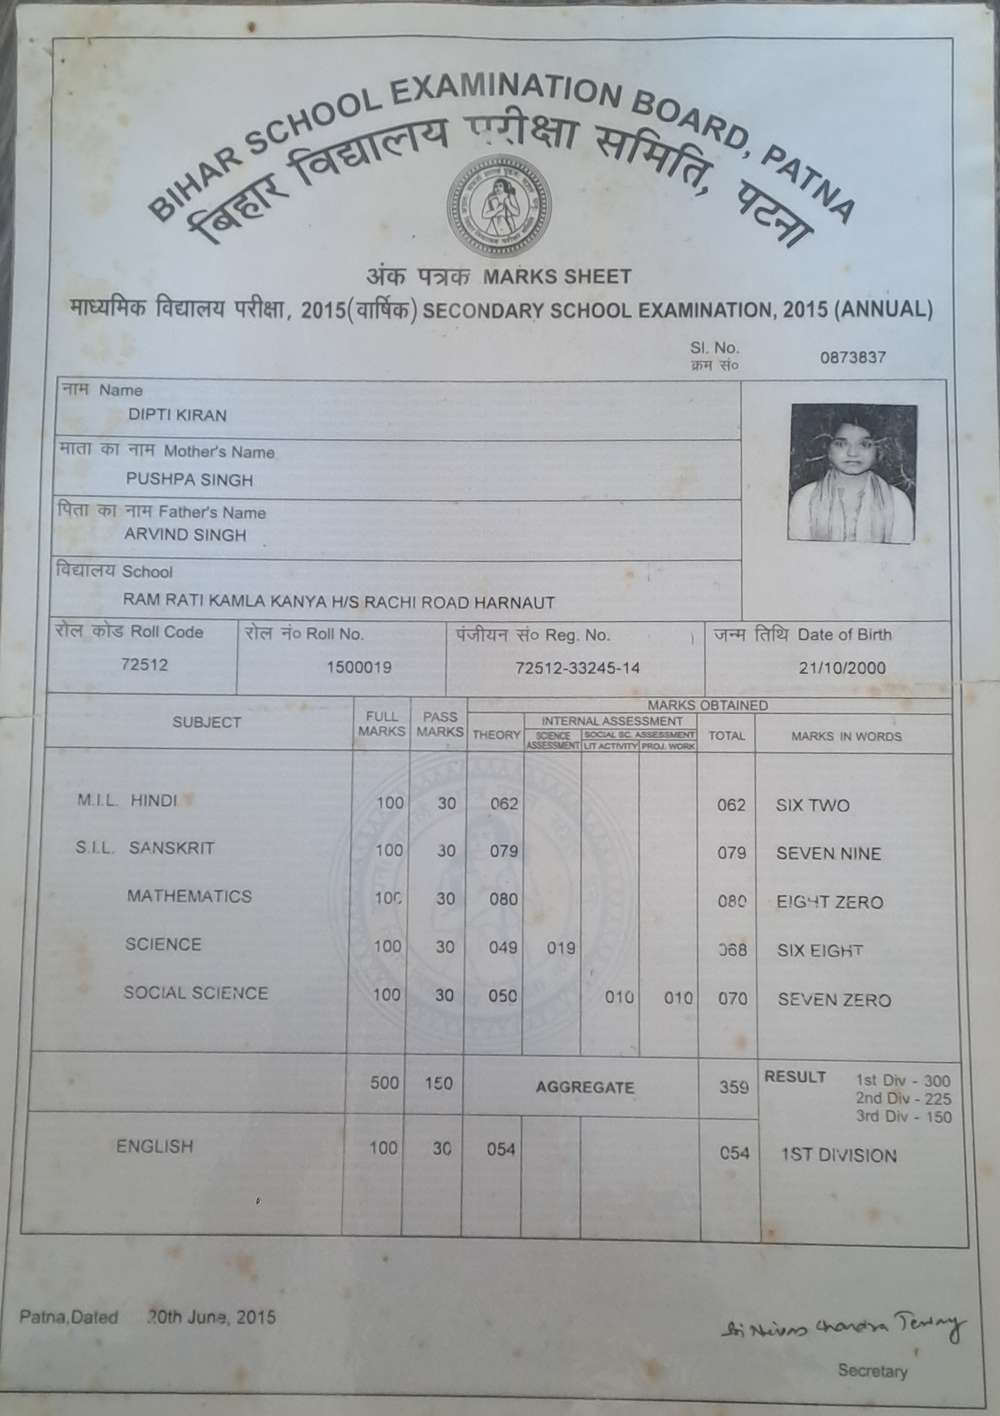 BIHAR SCHOOL EXAMINATION BOARD, PATNA
बिहार विद्यालय परीक्षा समिति, पटना
अंक पत्रक MARKS SHEET
माध्यमिक विद्यालय परीक्षा, 2015(वार्षिक) SECONDARY SCHOOL EXAMINATION, 2015 (ANNUAL)
Sl. No.
क्रम सं० 0873837
नाम Name
DIPTI KIRAN
माता का नाम Mother's Name
PUSHPA SINGH
पिता का नाम Father's Name
ARVIND SINGH
विद्यालय School
RAM RATI KAMLA KANYA H/S RACHI ROAD HARNAUT
रोल कोड Roll Code रोल नं० Roll No. पंजीयन सं० Reg. No. जन्म तिथि Date of Birth
72512 1500019 72512-33245-14 21/10/2000
SUBJECT FULL MARKS PASS MARKS MARKS OBTAINED
THEORY INTERNAL ASSESSMENT TOTAL MARKS IN WORDS
SCIENCE ASSESSMENT SOCIAL SC. ASSESSMENT
LIT ACTIVITY PROJ. WORK
M.I.L. HINDI 100 30 062 062 SIX TWO
S.I.L. SANSKRIT 100 30 079 079 SEVEN NINE
MATHEMATICS 100 30 080 080 EIGHT ZERO
SCIENCE 100 30 049 019 068 SIX EIGHT
SOCIAL SCIENCE 100 30 050 010 010 070 SEVEN ZERO
500 150 AGGREGATE 359 RESULT 1st Div - 300
2nd Div - 225
3rd Div - 150
ENGLISH 100 30 054 054 1ST DIVISION
Patna,Dated 20th June, 2015
Secretary